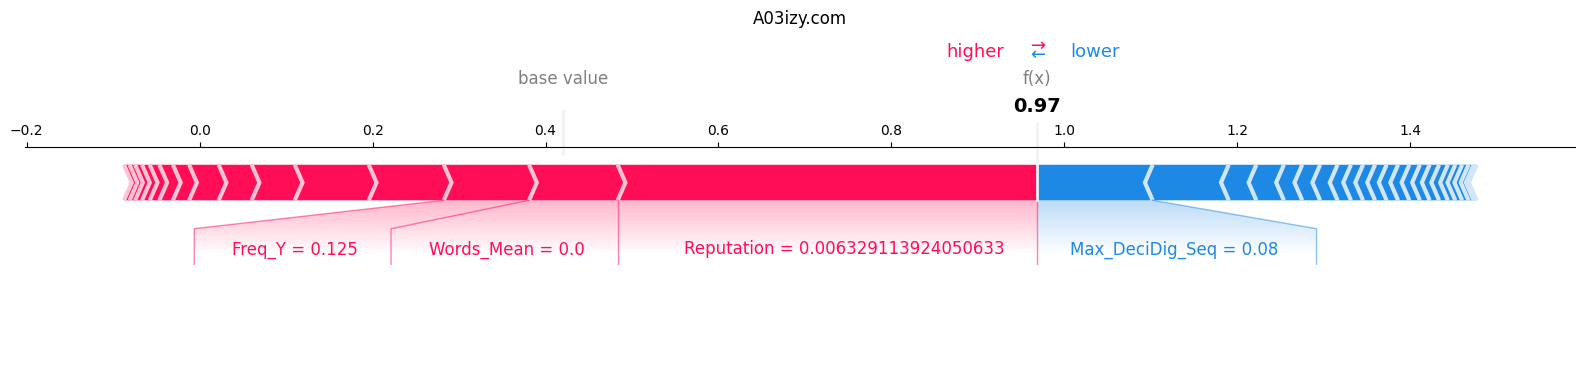 A03izy.com
higher ⇄ lower
base value
f(x)
0.97
−0.2 0.0 0.2 0.4 0.6 0.8 1.0 1.2 1.4
Freq_Y = 0.125 Words_Mean = 0.0 Reputation = 0.006329113924050633 Max_DeciDig_Seq = 0.08